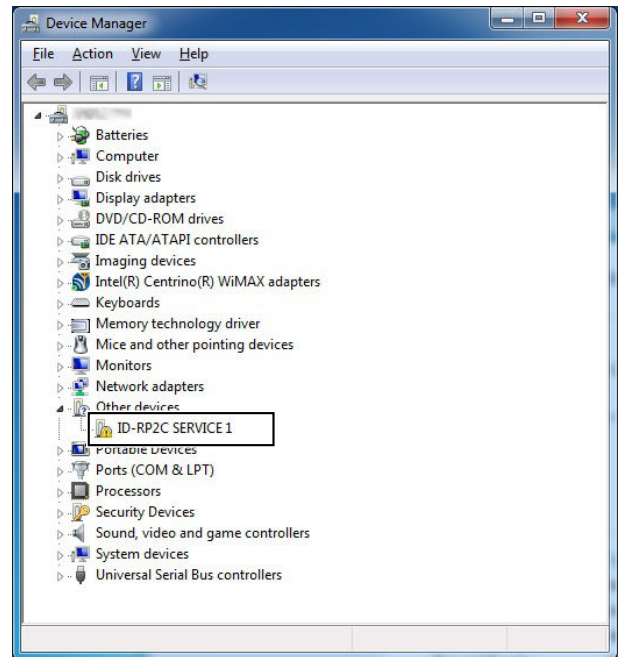 Device Manager
File Action View Help
Batteries
Computer
Disk drives
Display adapters
DVD/CD-ROM drives
IDE ATA/ATAPI controllers
Imaging devices
Intel(R) Centrino(R) WiMAX adapters
Keyboards
Memory technology driver
Mice and other pointing devices
Monitors
Network adapters
Other devices
ID-RP2C SERVICE 1
Portable Devices
Ports (COM & LPT)
Processors
Security Devices
Sound, video and game controllers
System devices
Universal Serial Bus controllers